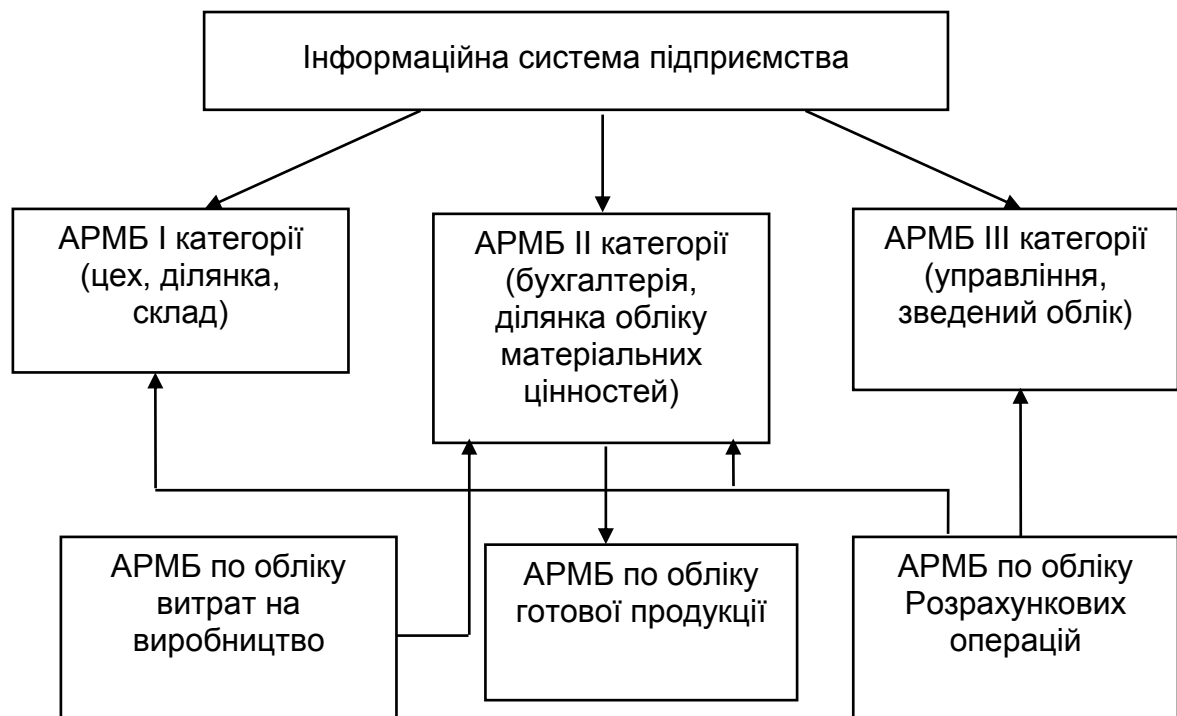 Інформаційна система підприємства
АРМБ І категорії
(цех, ділянка,
склад)
АРМБ ІІ категорії
(бухгалтерія,
ділянка обліку
матеріальних
цінностей)
АРМБ ІІІ категорії
(управління,
зведений облік)
АРМБ по обліку
витрат на
виробництво
АРМБ по обліку
готової продукції
АРМБ по обліку
Розрахункових
операцій